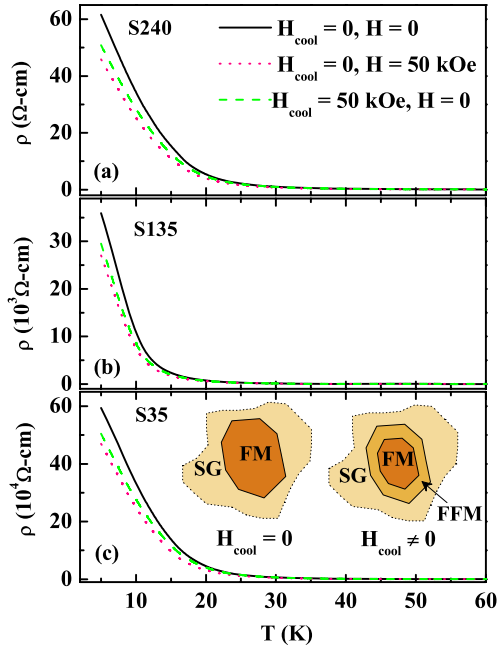 60
40
20
0
ρ (Ω-cm)
S240
H_cool = 0, H = 0
H_cool = 0, H = 50 kOe
H_cool = 50 kOe, H = 0
(a)
30
20
10
0
ρ (10³Ω-cm)
S135
(b)
60
40
20
0
ρ (10⁴Ω-cm)
S35
SG
FM
SG
FM
FFM
H_cool = 0
H_cool ≠ 0
(c)
10 20 30 40 50 60
T (K)